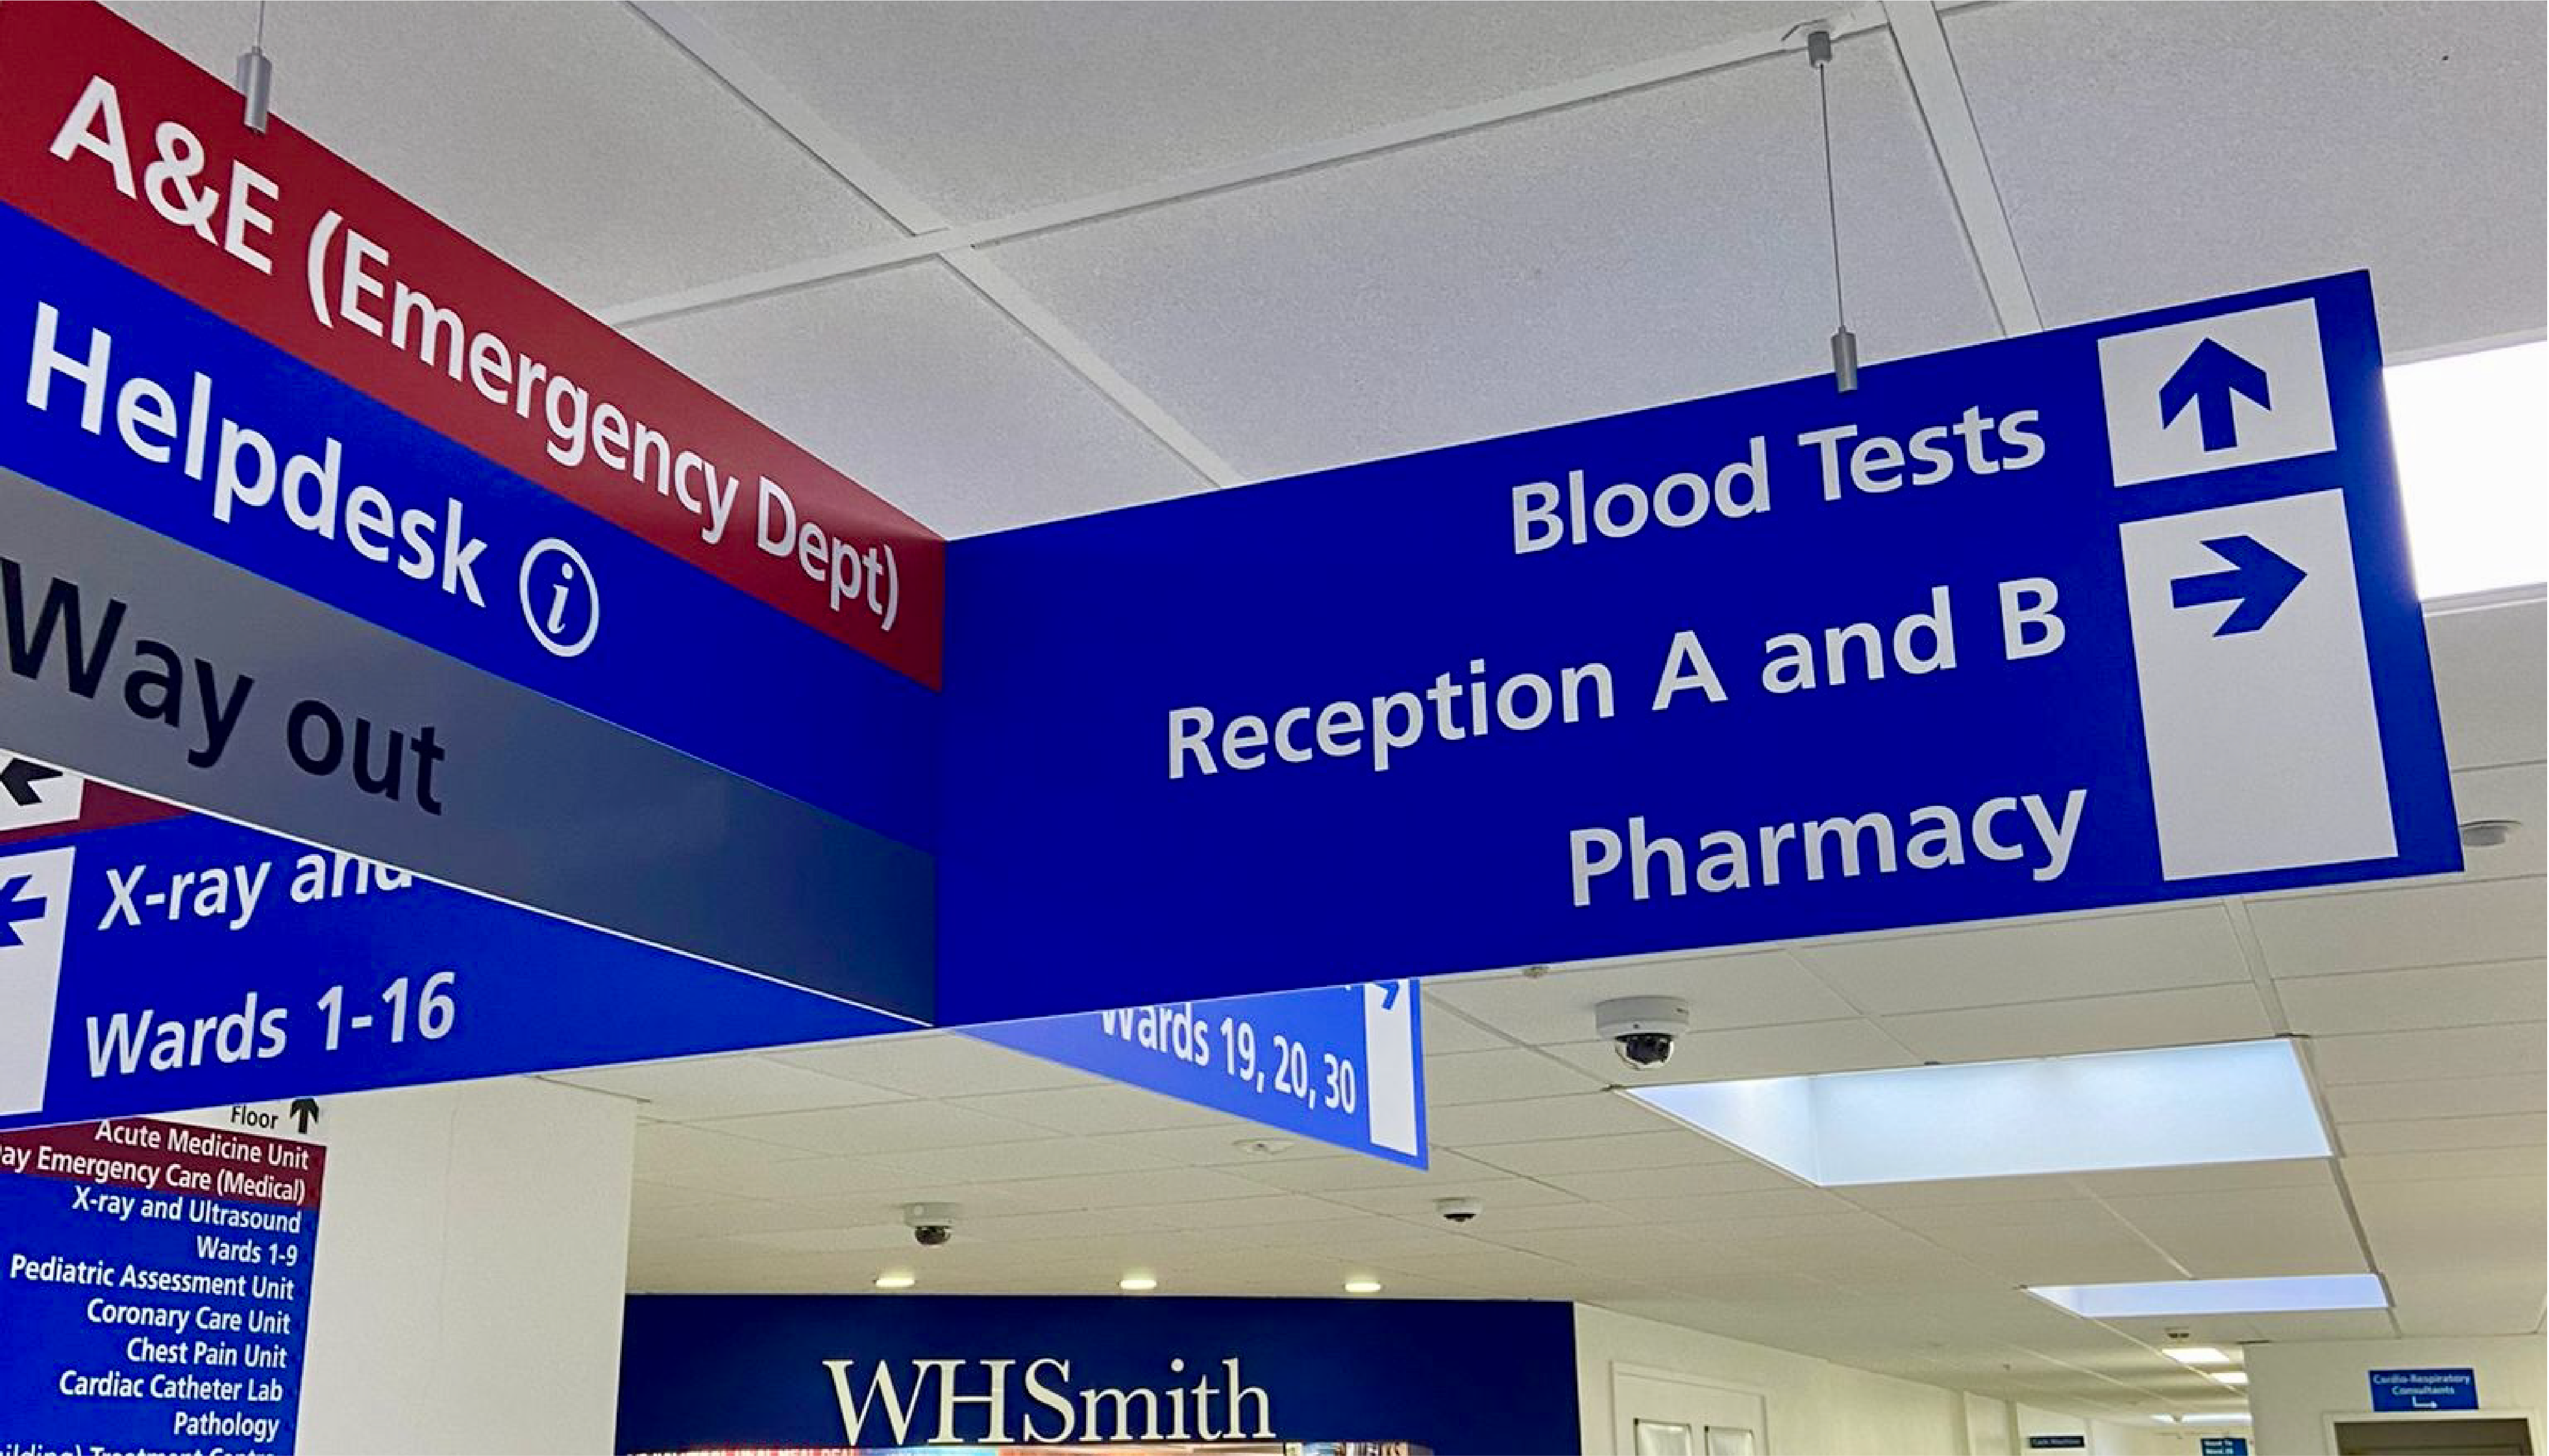 A&E (Emergency Dept)
Helpdesk i
Way out
Blood Tests
Reception A and B
Pharmacy
X-ray and
Wards 1-16
Wards 19, 20, 30
Floor
Acute Medicine Unit
ay Emergency Care (Medical)
X-ray and Ultrasound
Wards 1-9
Pediatric Assessment Unit
Coronary Care Unit
Chest Pain Unit
Cardiac Catheter Lab
Pathology
WHSmith
Cardio-Respiratory
Consultants